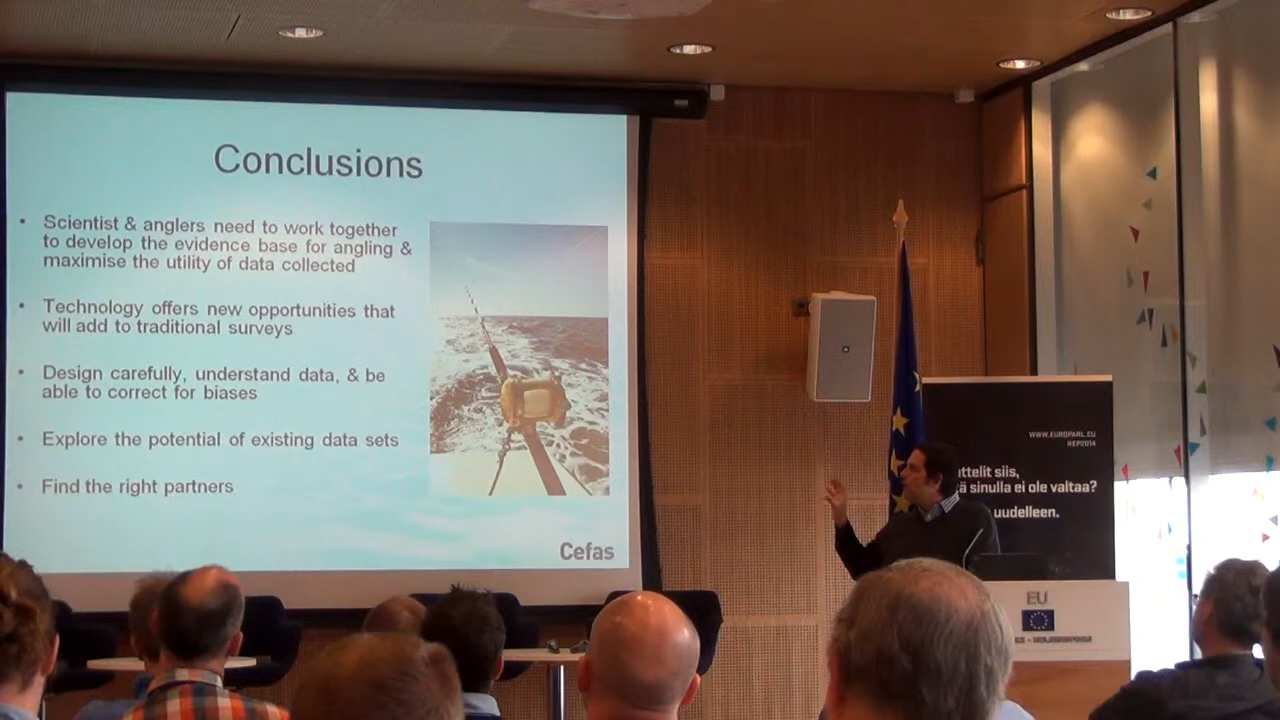 Conclusions
• Scientist & anglers need to work together
to develop the evidence base for angling &
maximise the utility of data collected
• Technology offers new opportunities that
will add to traditional surveys
• Design carefully, understand data, & be
able to correct for biases
• Explore the potential of existing data sets
• Find the right partners
Cefas
WWW.EUROPARL.EU
#EP2014
sinulla ei ole valtaa?
uudelleen.
EU